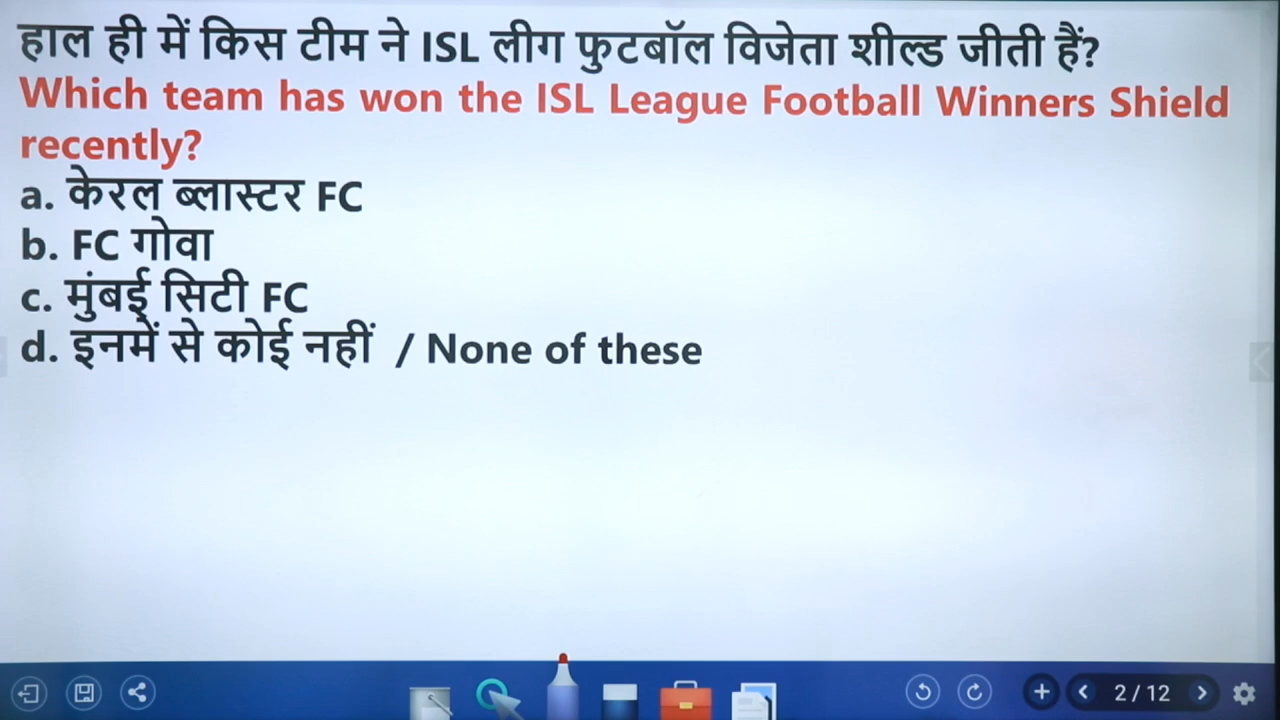 हाल ही में किस टीम ने ISL लीग फुटबॉल विजेता शील्ड जीती हैं?
Which team has won the ISL League Football Winners Shield
recently?
a. केरल ब्लास्टर FC
b. FC गोवा
c. मुंबई सिटी FC
d. इनमें से कोई नहीं / None of these
2 / 12